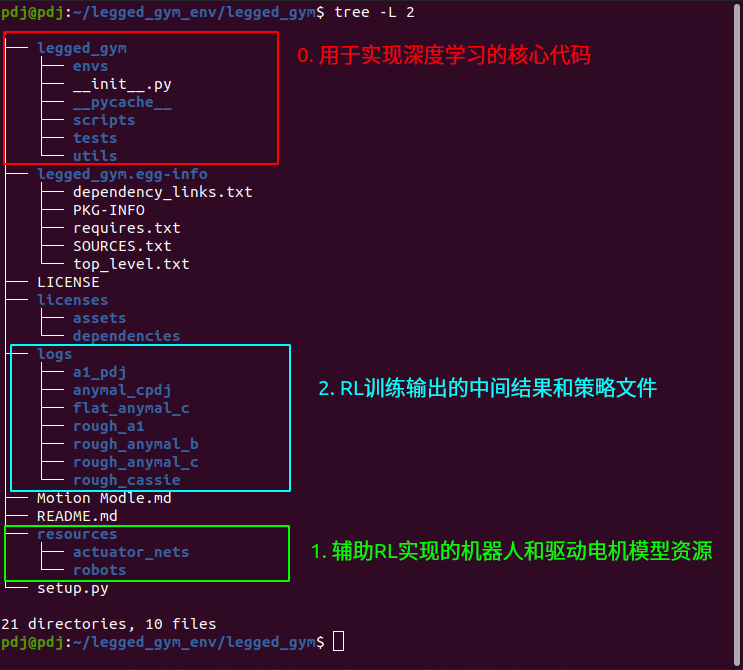 pdj@pdj:~/legged_gym_env/legged_gym$ tree -L 2
├── legged_gym
│   ├── envs
│   ├── __init__.py
│   ├── __pycache__
│   ├── scripts
│   ├── tests
│   └── utils
0. 用于实现深度学习的核心代码
├── legged_gym.egg-info
│   ├── dependency_links.txt
│   ├── PKG-INFO
│   ├── requires.txt
│   ├── SOURCES.txt
│   └── top_level.txt
├── LICENSE
├── licenses
│   ├── assets
│   └── dependencies
├── logs
│   ├── a1_pdj
│   ├── anymal_cpdj
│   ├── flat_anymal_c
│   ├── rough_a1
│   ├── rough_anymal_b
│   ├── rough_anymal_c
│   └── rough_cassie
2. RL训练输出的中间结果和策略文件
├── Motion Modle.md
├── README.md
├── resources
│   ├── actuator_nets
│   └── robots
1. 辅助RL实现的机器人和驱动电机模型资源
└── setup.py
21 directories, 10 files
pdj@pdj:~/legged_gym_env/legged_gym$